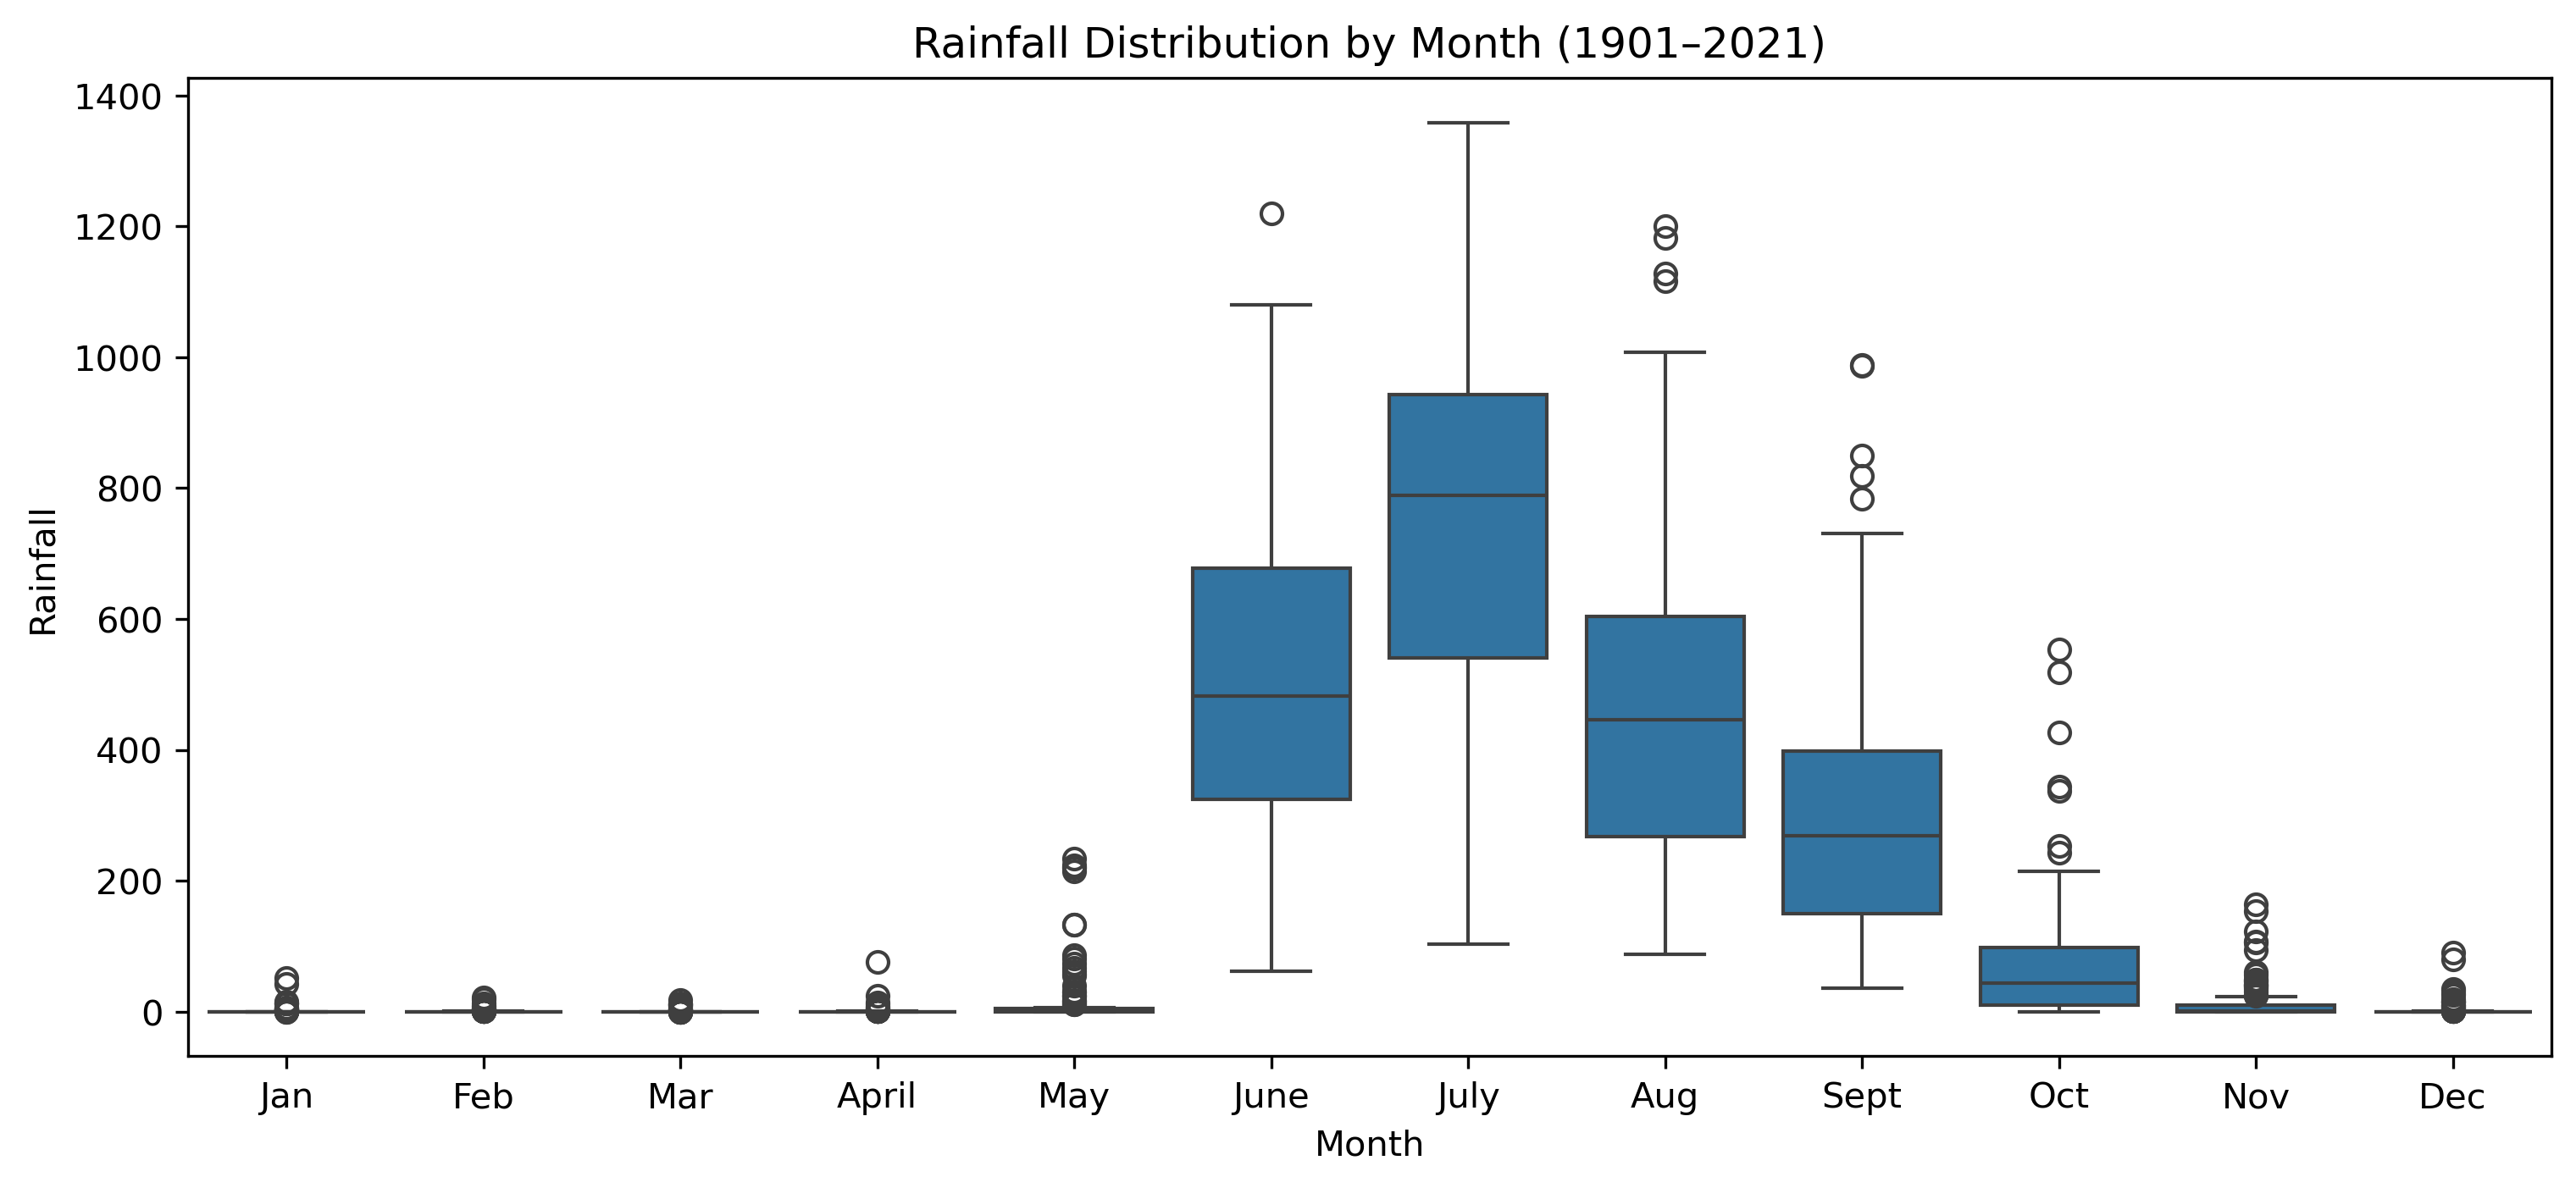 Rainfall Distribution by Month (1901–2021)
Rainfall
1400
1200
1000
800
600
400
200
0
Jan Feb Mar April May June July Aug Sept Oct Nov Dec
Month